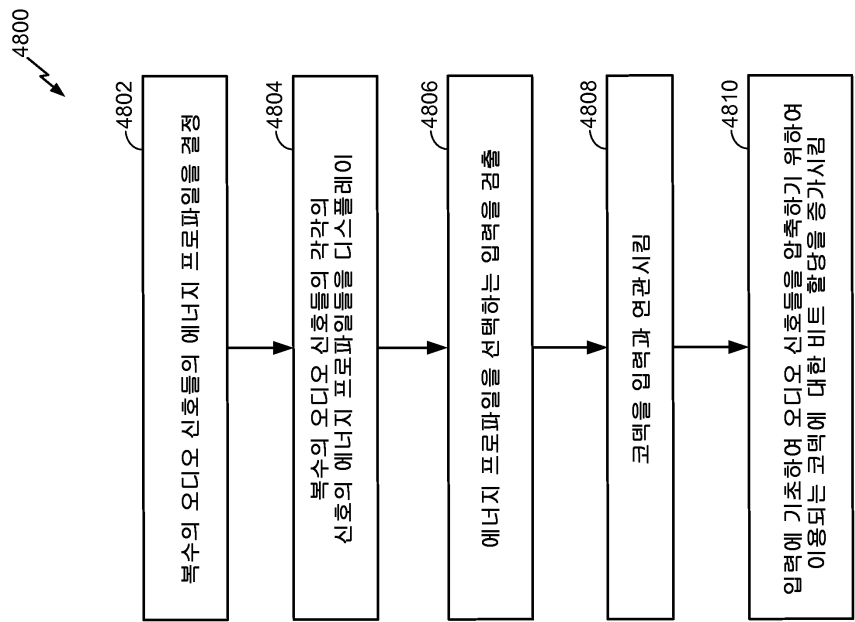 4800
4802
복수의 오디오 신호들의 에너지 프로파일을 결정
4804
복수의 오디오 신호들의 각각의
신호의 에너지 프로파일들을 디스플레이
4806
에너지 프로파일을 선택하는 입력을 검출
4808
코덱을 입력과 연관시킴
4810
입력에 기초하여 오디오 신호들을 압축하기 위하여
이용되는 코덱에 대한 비트 할당을 증가시킴